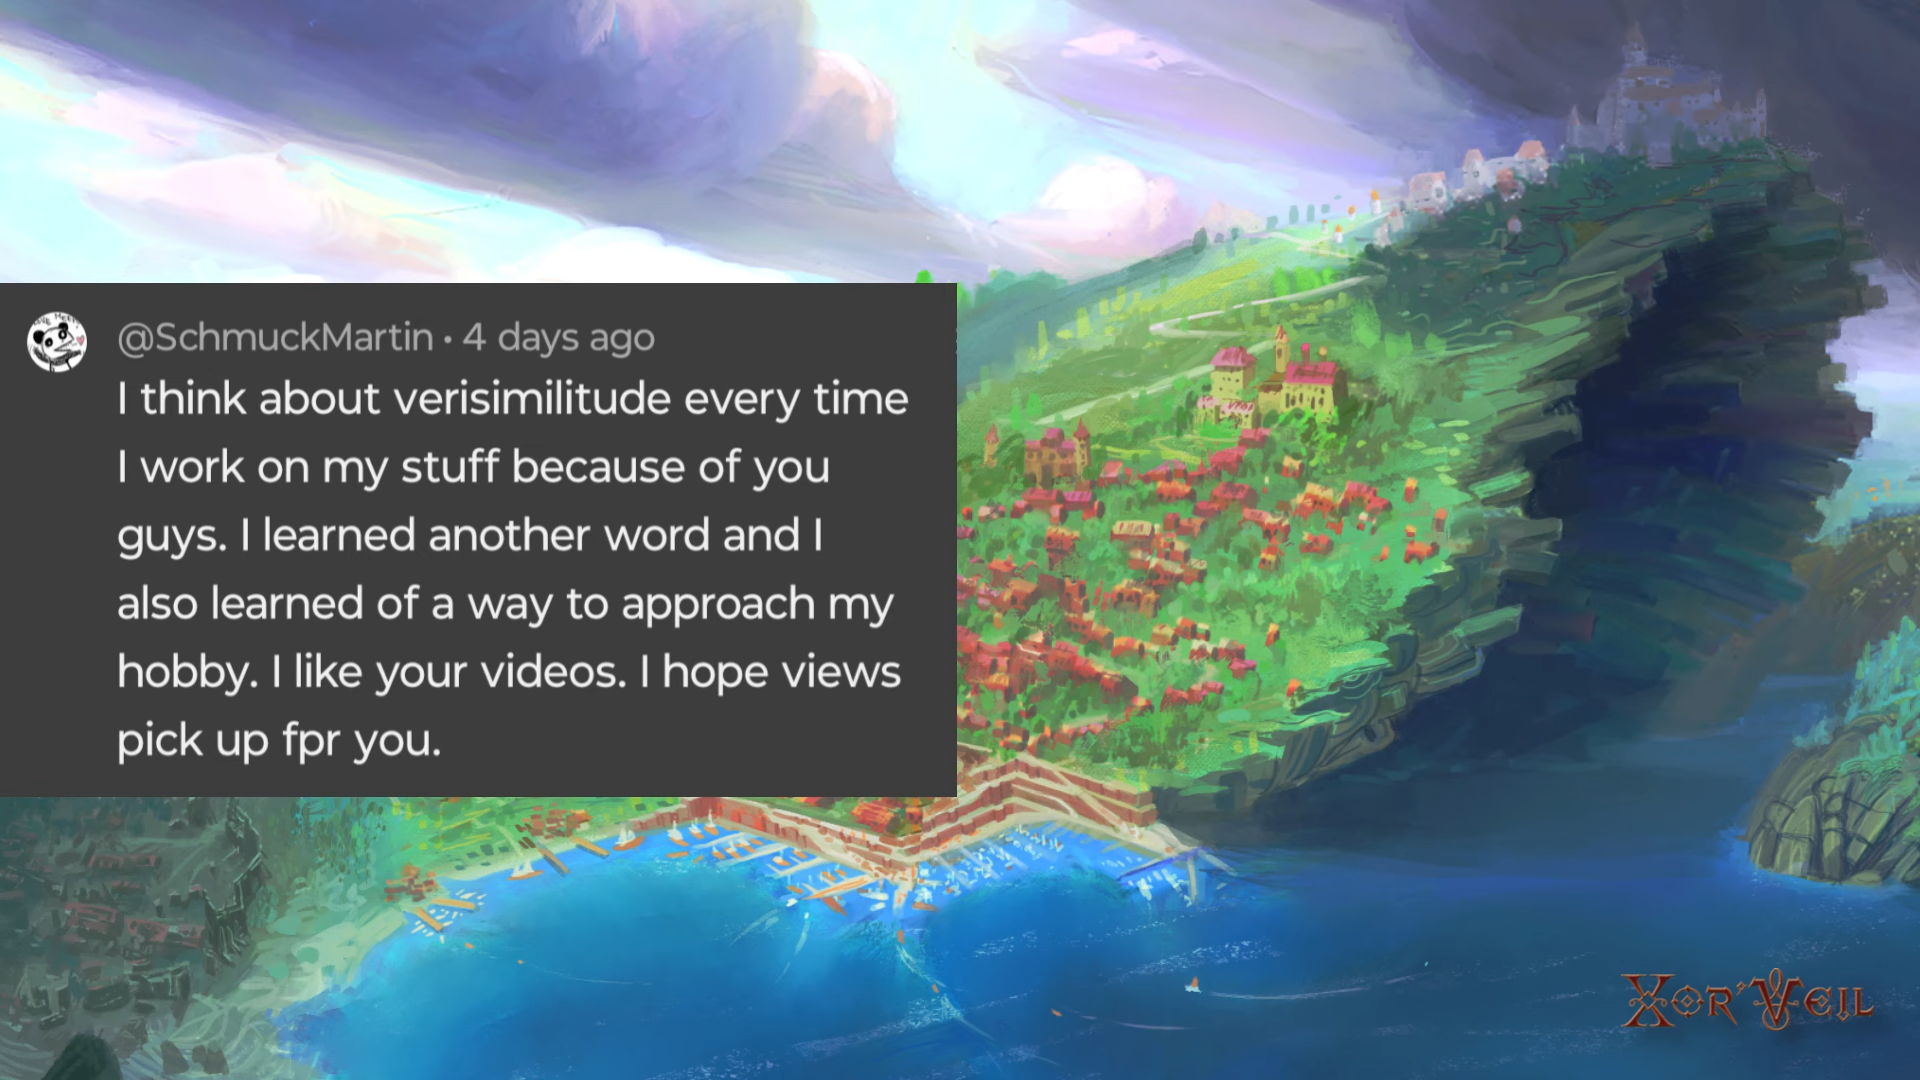 @SchmuckMartin • 4 days ago
I think about verisimilitude every time
I work on my stuff because of you
guys. I learned another word and I
also learned of a way to approach my
hobby. I like your videos. I hope views
pick up fpr you.
Xor'Veil